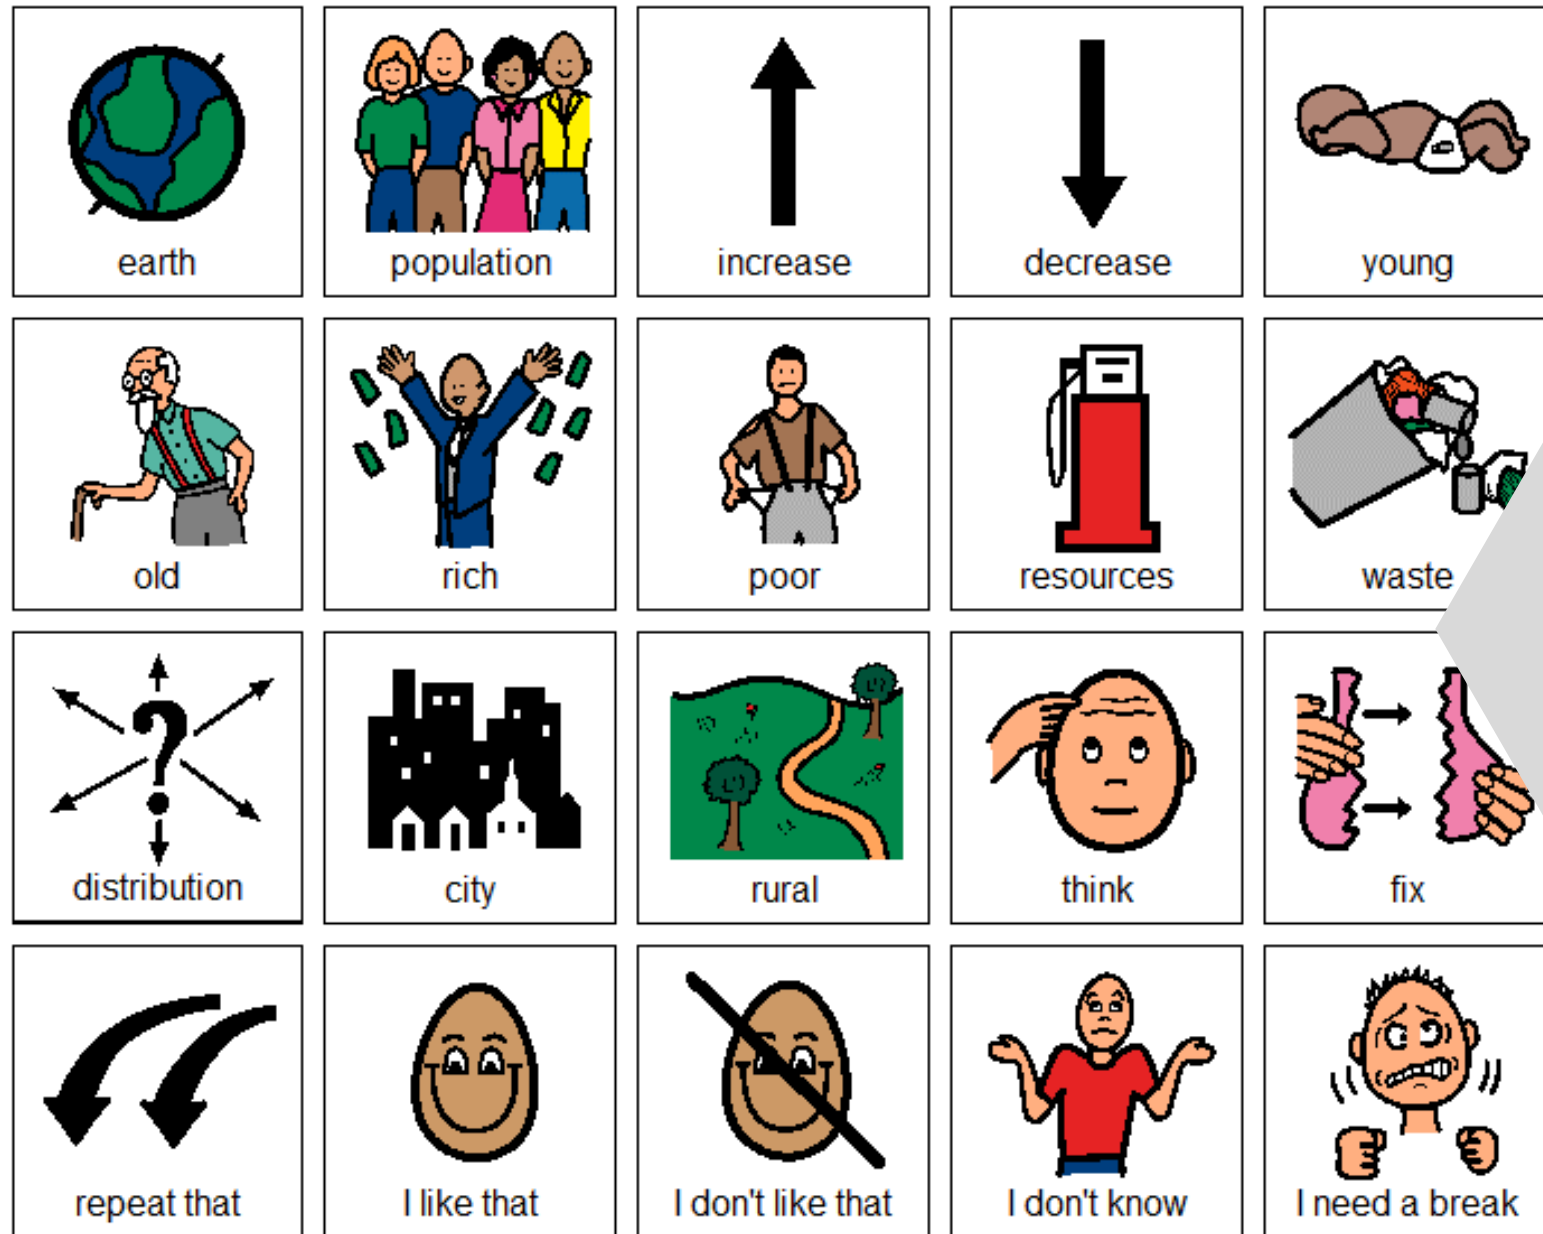 earth
population
increase
decrease
young
old
rich
poor
resources
waste
distribution
city
rural
think
fix
repeat that
I like that
I don't like that
I don't know
I need a break